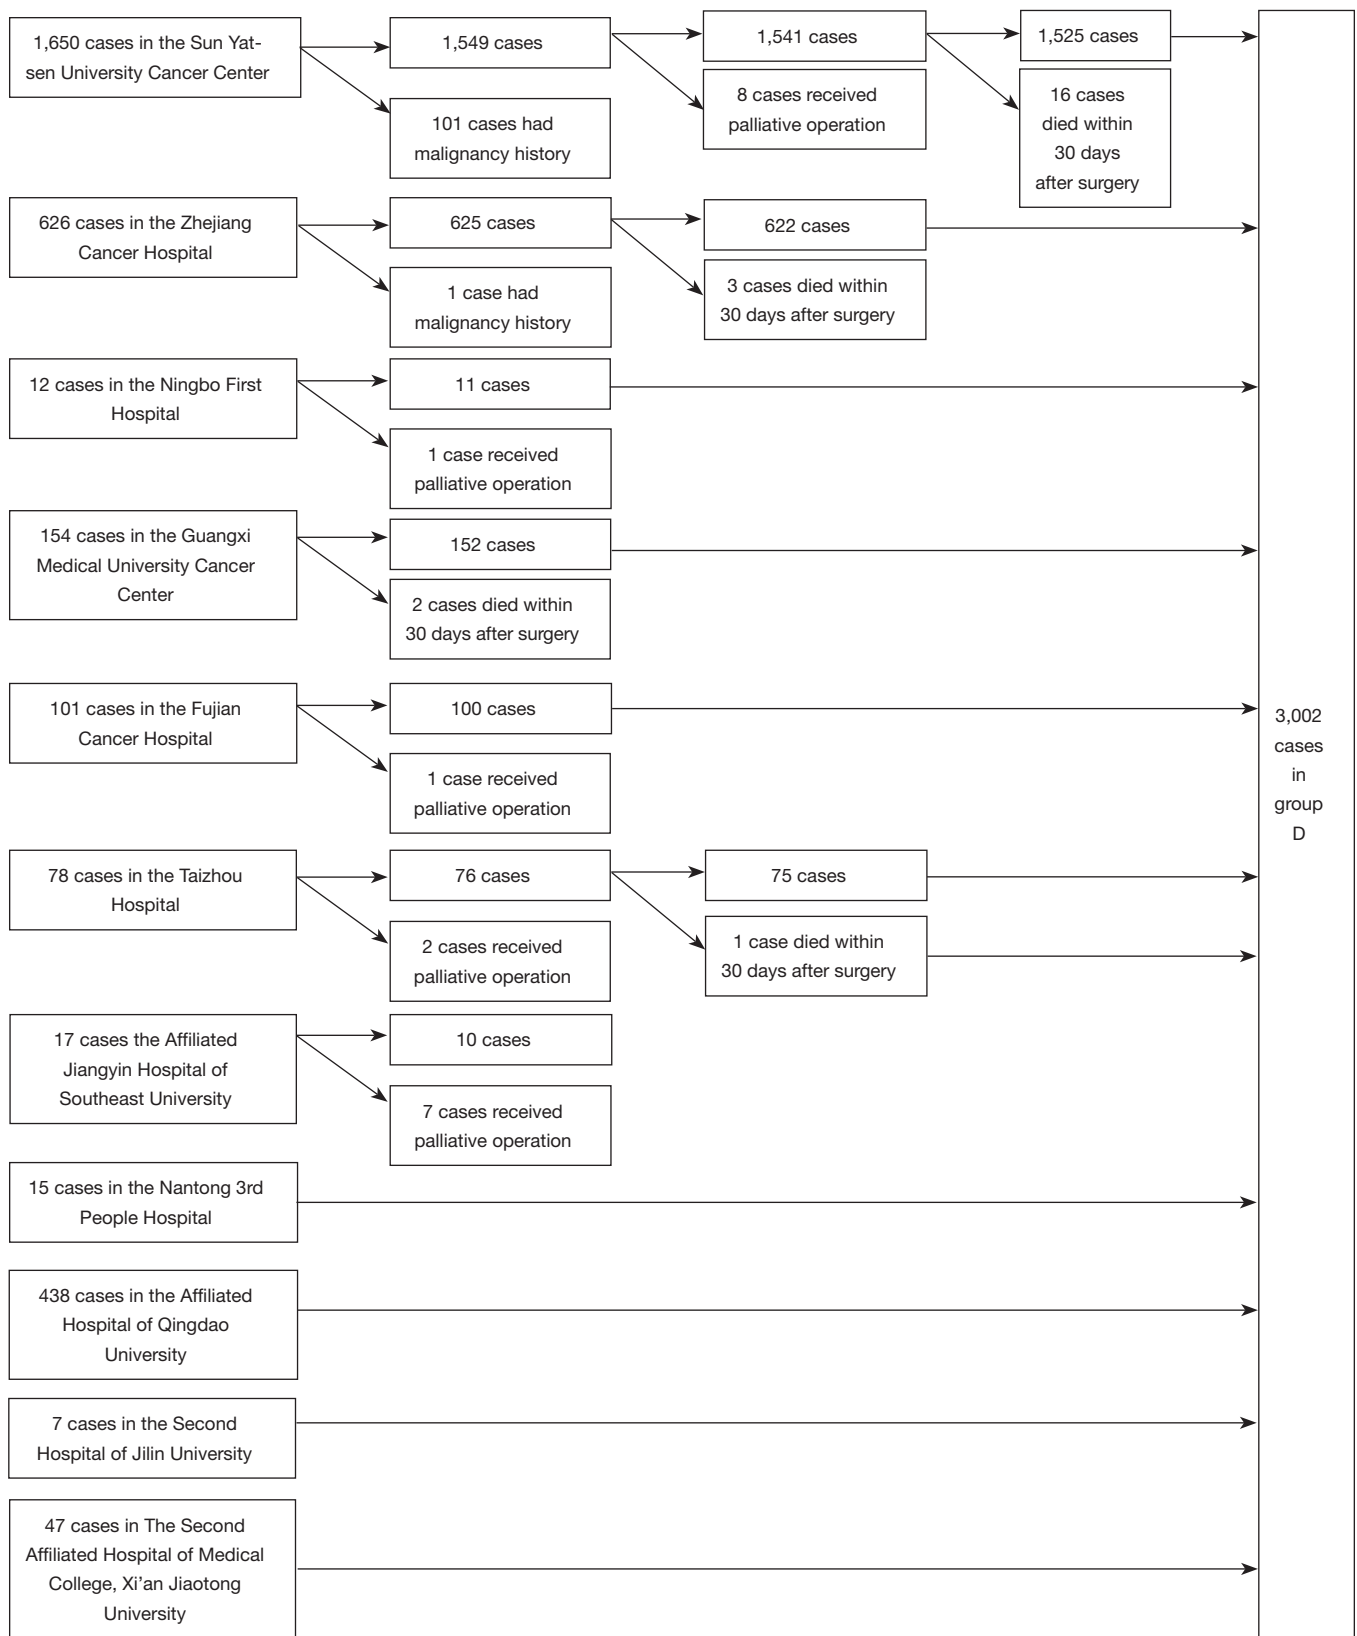 1,650 cases in the Sun Yat-
sen University Cancer Center
1,549 cases
101 cases had
malignancy history
1,541 cases
8 cases received
palliative operation
1,525 cases
16 cases
died within
30 days
after surgery
626 cases in the Zhejiang
Cancer Hospital
625 cases
1 case had
malignancy history
622 cases
3 cases died within
30 days after surgery
12 cases in the Ningbo First
Hospital
11 cases
1 case received
palliative operation
154 cases in the Guangxi
Medical University Cancer
Center
152 cases
2 cases died within
30 days after surgery
101 cases in the Fujian
Cancer Hospital
100 cases
1 case received
palliative operation
78 cases in the Taizhou
Hospital
76 cases
2 cases received
palliative operation
75 cases
1 case died within
30 days after surgery
17 cases the Affiliated
Jiangyin Hospital of
Southeast University
10 cases
7 cases received
palliative operation
15 cases in the Nantong 3rd
People Hospital
438 cases in the Affiliated
Hospital of Qingdao
University
7 cases in the Second
Hospital of Jilin University
47 cases in The Second
Affiliated Hospital of Medical
College, Xi’an Jiaotong
University
3,002
cases
in
group
D